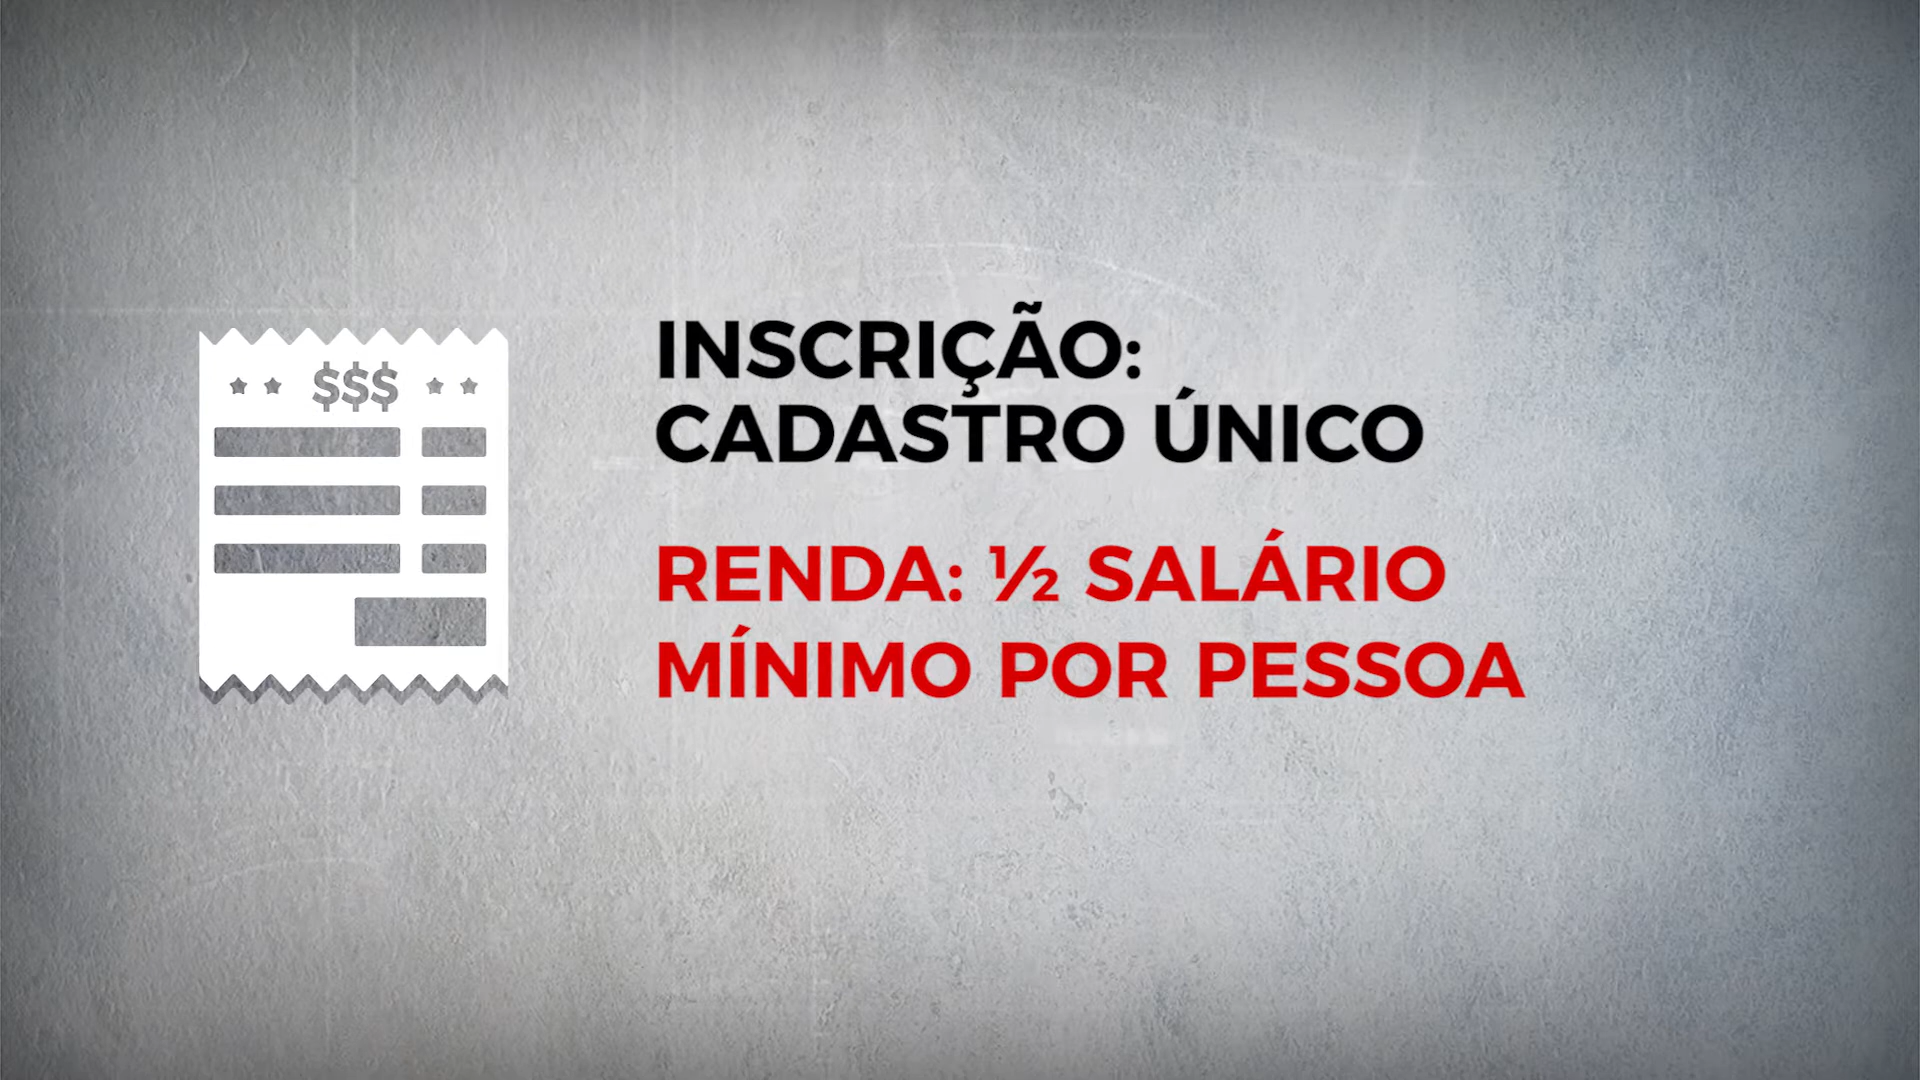 $$$
INSCRIÇÃO:
CADASTRO ÚNICO
RENDA: ½ SALÁRIO
MÍNIMO POR PESSOA